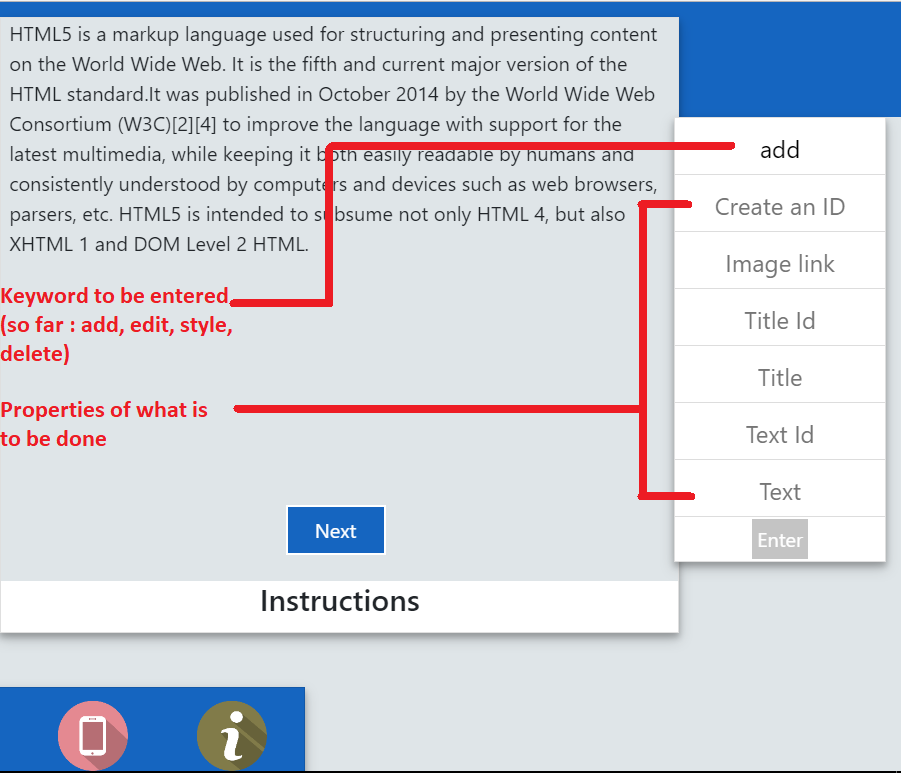 HTML5 is a markup language used for structuring and presenting content
on the World Wide Web. It is the fifth and current major version of the
HTML standard.It was published in October 2014 by the World Wide Web
Consortium (W3C)[2][4] to improve the language with support for the
latest multimedia, while keeping it both easily readable by humans and
consistently understood by computers and devices such as web browsers,
parsers, etc. HTML5 is intended to subsume not only HTML 4, but also
XHTML 1 and DOM Level 2 HTML.
Keyword to be entered
(so far : add, edit, style,
delete)
Properties of what is
to be done
Next
Instructions
add
Create an ID
Image link
Title Id
Title
Text Id
Text
Enter